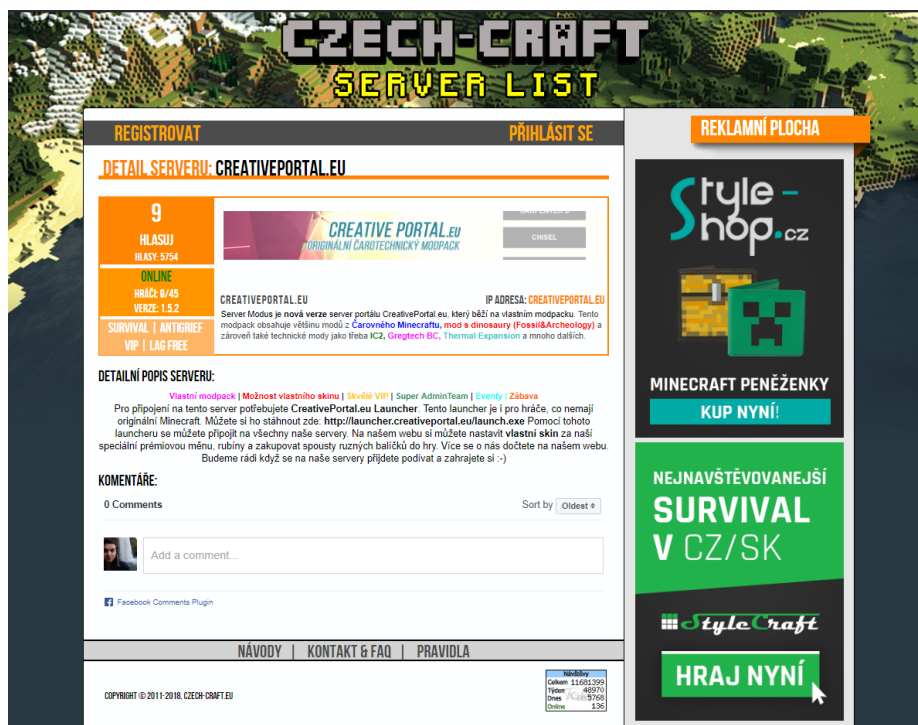 CZECH-CRAFT
SERVER LIST
REGISTROVAT
PŘIHLÁSIT SE
DETAIL SERVERU: CREATIVEPORTAL.EU
9
HLASUJ
HLASY: 5754
ONLINE
HRÁČI: 0/45
VERZE: 1.5.2
SURVIVAL | ANTIGRIEF
VIP | LAG FREE
CREATIVE PORTAL.EU
ORIGINÁLNÍ ČAROTECHNICKÝ MODPACK
CHISEL
CREATIVEPORTAL.EU
IP ADRESA: CREATIVEPORTAL.EU
Server Modus je nová verze server portálu CreativePortal.eu, který běží na vlastním modpacku. Tento
modpack obsahuje většinu modů z Čarovného Minecraftu, mod s dinosaury (Fossil&Archeology) a
zároveň také technické mody jako třeba IC2, Gregtech BC, Thermal Expansion a mnoho dalších.
DETAILNÍ POPIS SERVERU:
Vlastní modpack | Možnost vlastního skinu | Skvělé VIP | Super AdminTeam | Eventy | Zábava
Pro připojení na tento server potřebujete CreativePortal.eu Launcher. Tento launcher je i pro hráče, co nemají
originální Minecraft. Můžete si ho stáhnout zde: http://launcher.creativeportal.eu/launch.exe Pomocí tohoto
launcheru se můžete připojit na všechny naše servery. Na našem webu si můžete nastavit vlastní skin za naší
speciální prémiovou měnu, rubíny a zakupovat spousty ruzných balíčků do hry. Více se o nás dočtete na našem webu.
Budeme rádi když se na naše servery přijdete podívat a zahrajete si :-)
KOMENTÁŘE:
0 Comments
Sort by Oldest
Add a comment...
Facebook Comments Plugin
NÁVODY | KONTAKT & FAQ | PRAVIDLA
COPYRIGHT © 2011-2018, CZECH-CRAFT.EU
Návštěvy
Celkem 11681399
Týden 48970
Dnes 5768
Online 136
REKLAMNÍ PLOCHA
Style-
Shop.cz
MINECRAFT PENĚŽENKY
KUP NYNÍ!
NEJNAVŠTĚVOVANEJŠÍ
SURVIVAL
V CZ/SK
StyleCraft
HRAJ NYNÍ